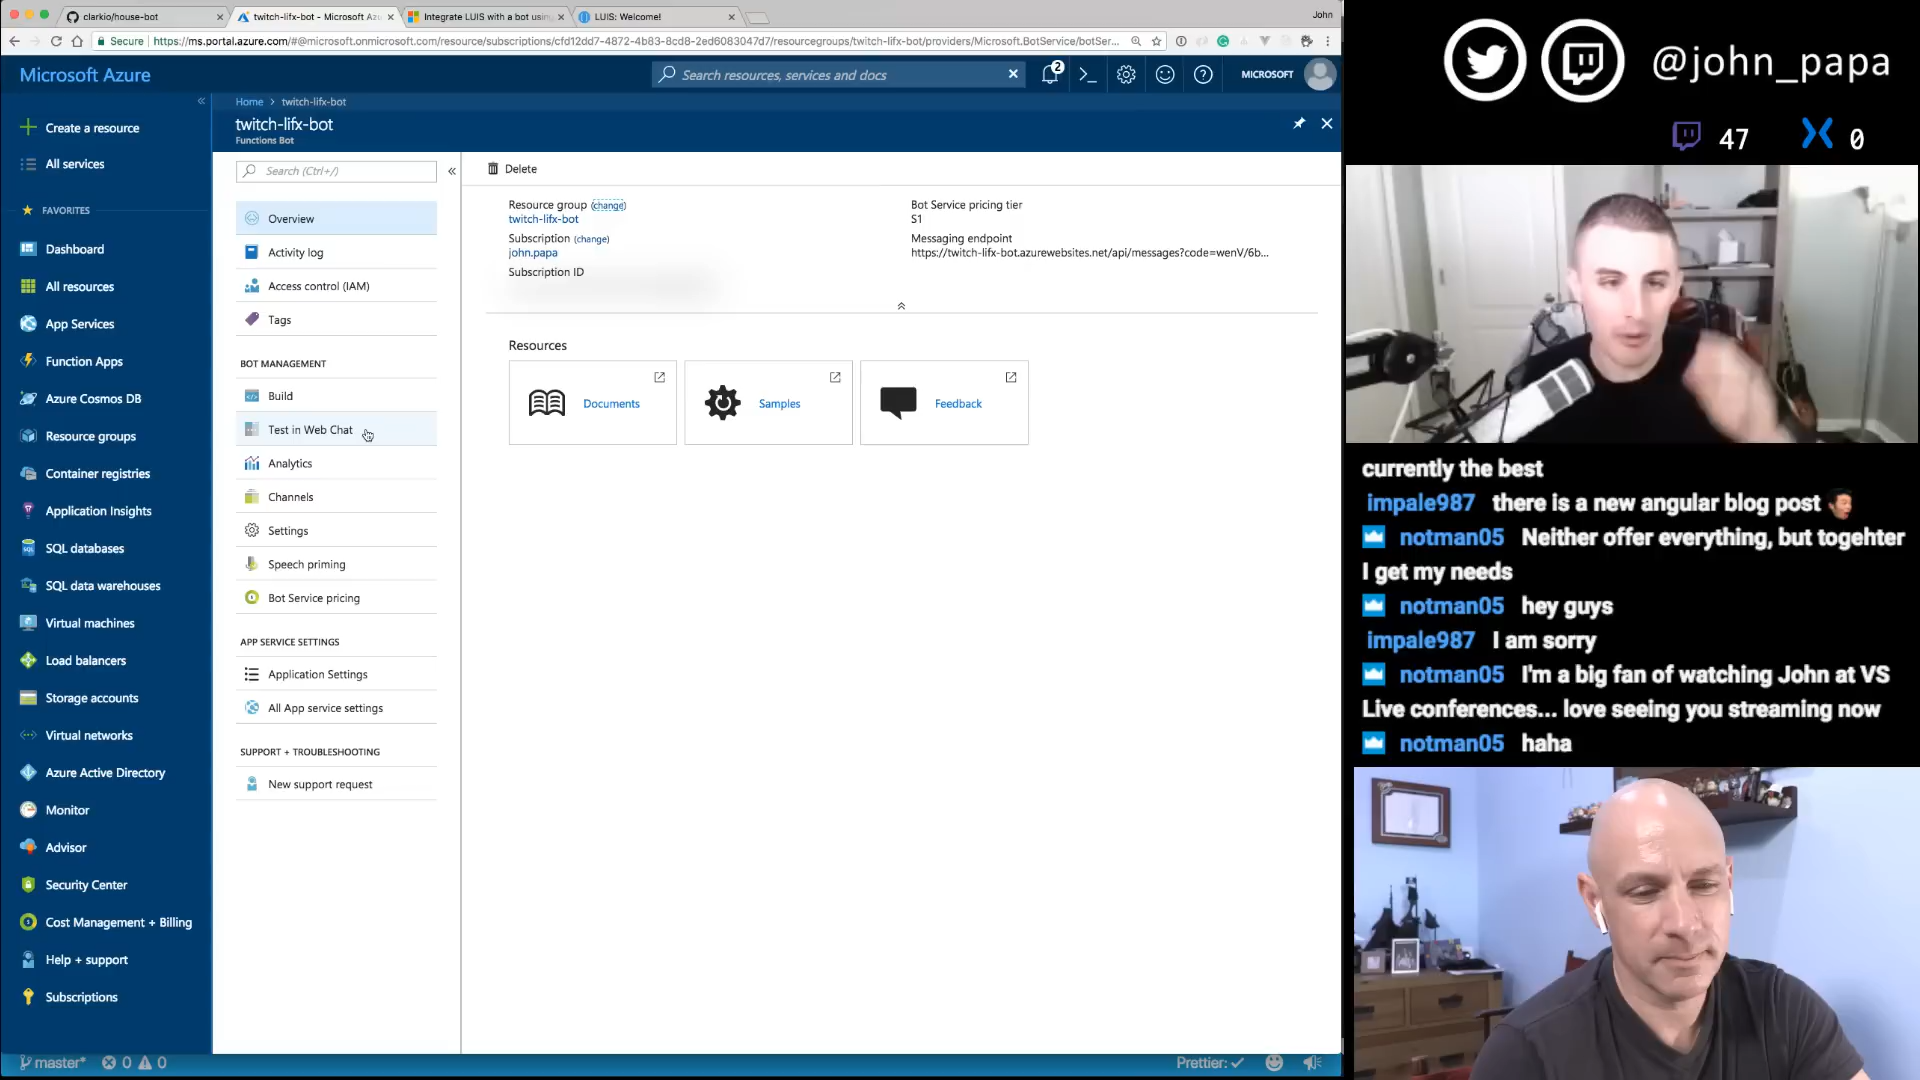 clarkio/house-bot
twitch-lifx-bot - Microsoft Az
Integrate LUIS with a bot usin
LUIS: Welcome!
John
Secure
https://ms.portal.azure.com/#@microsoft.onmicrosoft.com/resource/subscriptions/cfd12dd7-4872-4b83-8cd8-2ed6083047d7/resourcegroups/twitch-lifx-bot/providers/Microsoft.BotService/botSer...
Microsoft Azure
Search resources, services and docs
2
MICROSOFT
Home > twitch-lifx-bot
twitch-lifx-bot
Functions Bot
Create a resource
All services
FAVORITES
Dashboard
All resources
App Services
Function Apps
Azure Cosmos DB
Resource groups
Container registries
Application Insights
SQL databases
SQL data warehouses
Virtual machines
Load balancers
Storage accounts
Virtual networks
Azure Active Directory
Monitor
Advisor
Security Center
Cost Management + Billing
Help + support
Subscriptions
Search (Ctrl+/)
Overview
Activity log
Access control (IAM)
Tags
BOT MANAGEMENT
Build
Test in Web Chat
Analytics
Channels
Settings
Speech priming
Bot Service pricing
APP SERVICE SETTINGS
Application Settings
All App service settings
SUPPORT + TROUBLESHOOTING
New support request
Delete
Resource group (change)
twitch-lifx-bot
Subscription (change)
john.papa
Subscription ID
Bot Service pricing tier
S1
Messaging endpoint
https://twitch-lifx-bot.azurewebsites.net/api/messages?code=wenV/6b...
Resources
Documents
Samples
Feedback
master*
0
0
Prettier: ✓
@john_papa
47
0
currently the best
impale987 there is a new angular blog post
notman05 Neither offer everything, but togehter
I get my needs
notman05 hey guys
impale987 I am sorry
notman05 I'm a big fan of watching John at VS
Live conferences... love seeing you streaming now
notman05 haha